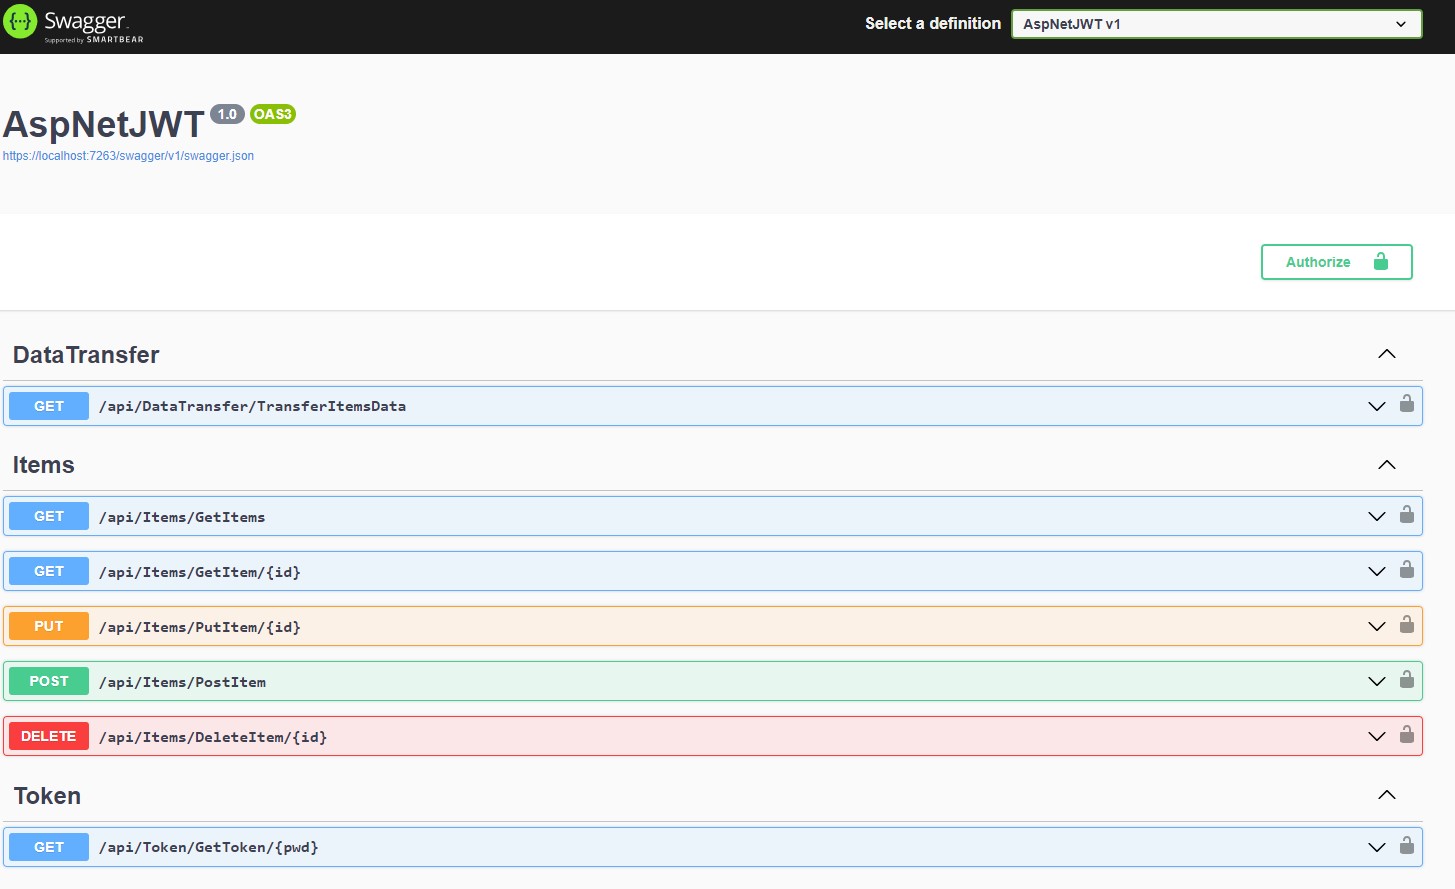 Swagger
Supported by SMARTBEAR
Select a definition
AspNetJWT v1
AspNetJWT 1.0 OAS3
https://localhost:7263/swagger/v1/swagger.json
Authorize
DataTransfer
GET /api/DataTransfer/TransferItemsData
Items
GET /api/Items/GetItems
GET /api/Items/GetItem/{id}
PUT /api/Items/PutItem/{id}
POST /api/Items/PostItem
DELETE /api/Items/DeleteItem/{id}
Token
GET /api/Token/GetToken/{pwd}